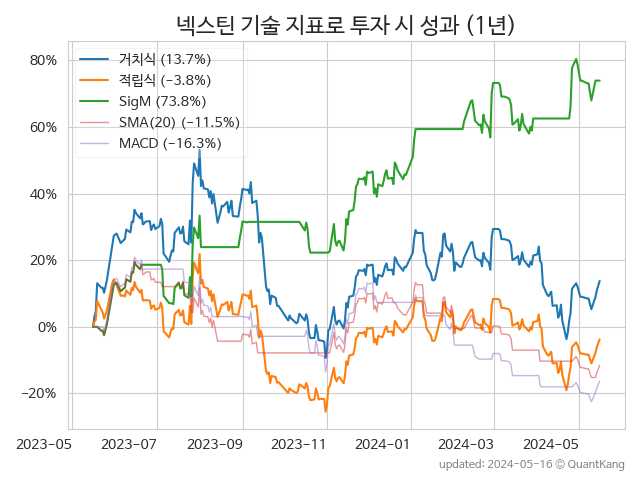 넥스틴 기술 지표로 투자 시 성과 (1년)
80%
60%
40%
20%
0%
−20%
거치식 (13.7%)
적립식 (−3.8%)
SigM (73.8%)
SMA(20) (−11.5%)
MACD (−16.3%)
2023-05 2023-07 2023-09 2023-11 2024-01 2024-03 2024-05
updated: 2024-05-16 ⓒ QuantKang